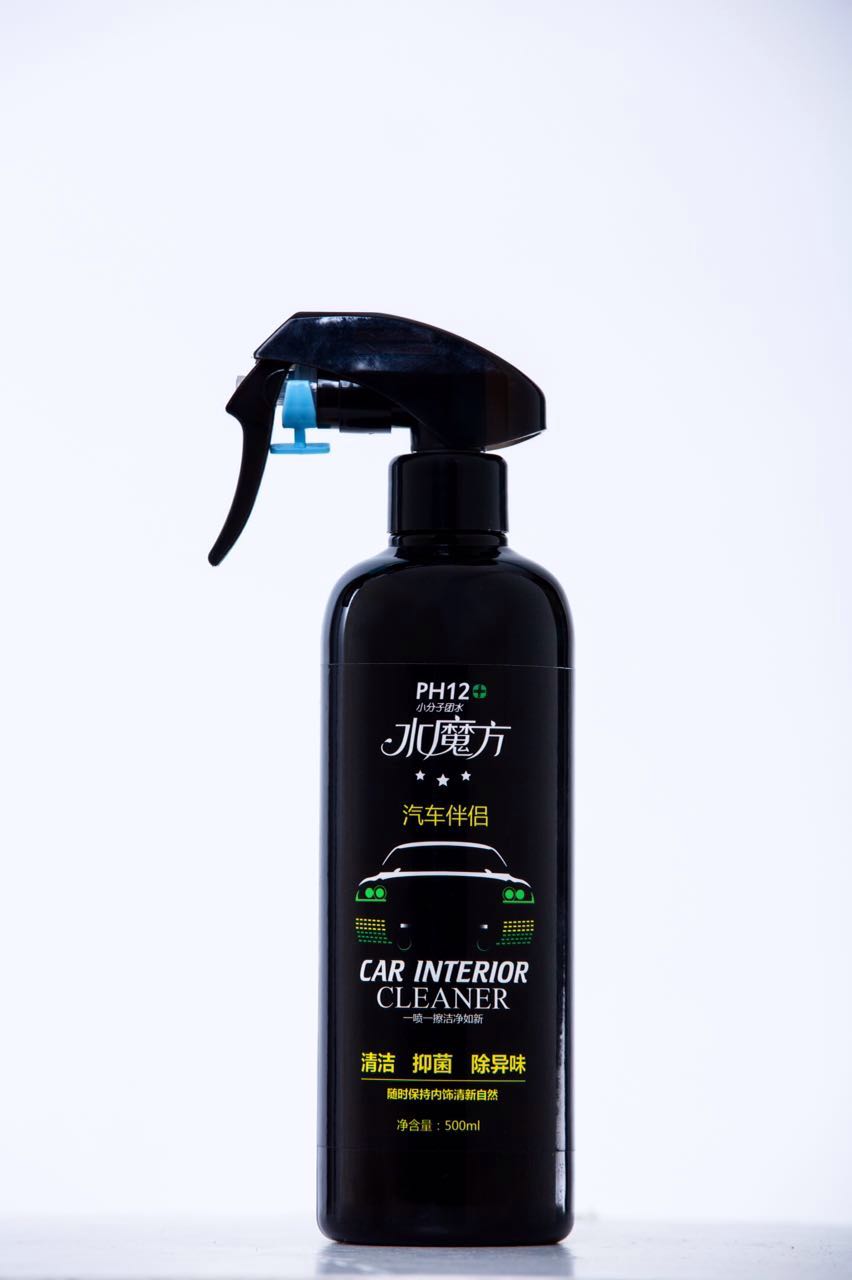 PH12
小分子团水
水魔方
汽车伴侣
CAR INTERIOR
CLEANER
一喷一擦洁净如新
清洁 抑菌 除异味
随时保持内饰清新自然
净含量：500ml